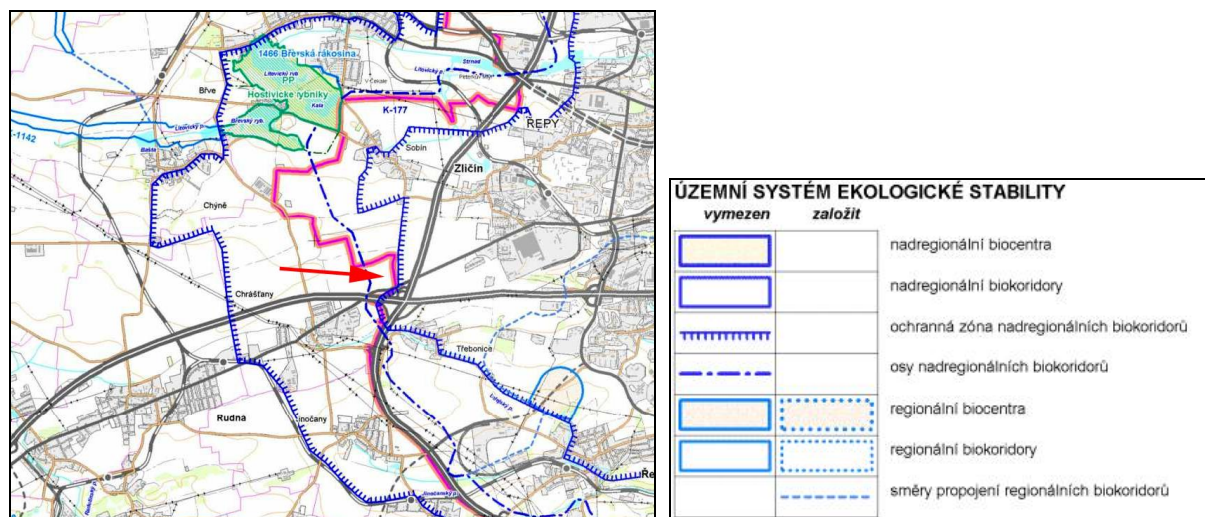 1466 Břevská rákosina
Strnad
Litovický ryb.
PP
Litovický p.
Břve
Hostivické rybníky
Kala
K-177
ŘEPY
Břevský ryb.
Litovický p.
-1142
Bašta
Sobín
Zličín
Chýně
Chrášťany
Třebonice
Rudná
Jinočany
Jinočanský p.
ÚZEMNÍ SYSTÉM EKOLOGICKÉ STABILITY
vymezen založit
nadregionální biocentra
nadregionální biokoridory
ochranná zóna nadregionálních biokoridorů
osy nadregionálních biokoridorů
regionální biocentra
regionální biokoridory
směry propojení regionálních biokoridorů